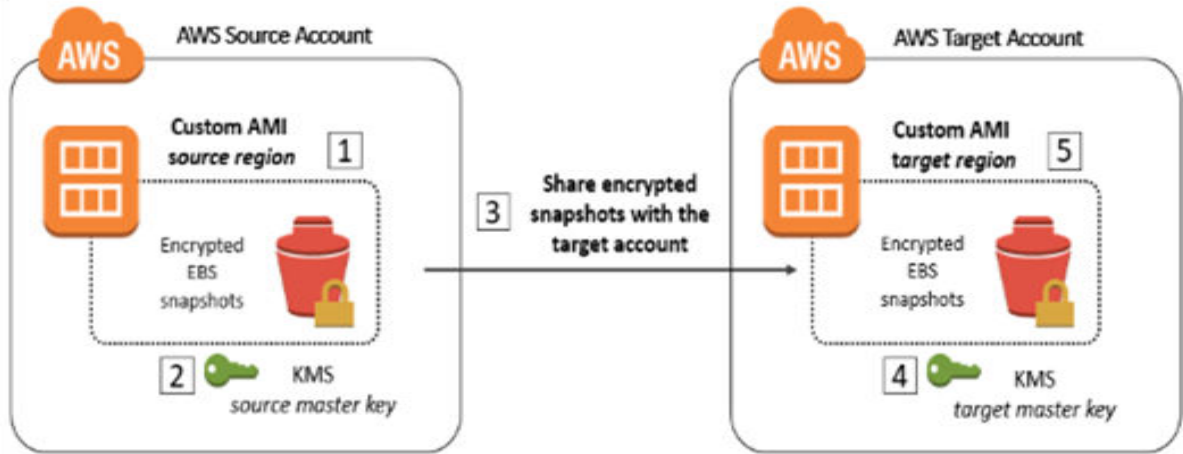 AWS
AWS Source Account
Custom AMI
source region
1
Encrypted
EBS
snapshots
2
KMS
source master key
3
Share encrypted
snapshots with the
target account
AWS
AWS Target Account
Custom AMI
target region
5
Encrypted
EBS
snapshots
4
KMS
target master key